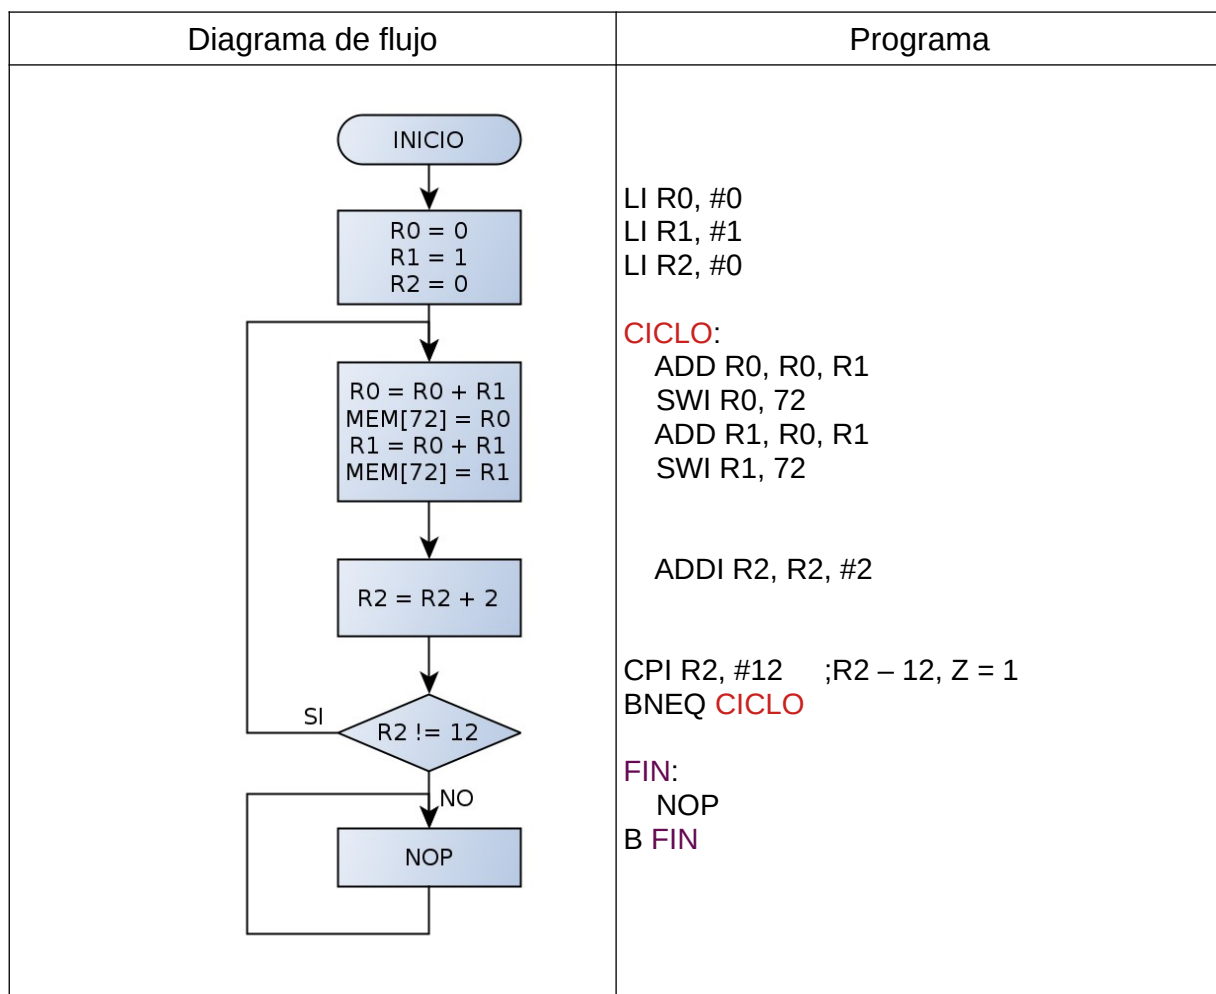 Diagrama de flujo
Programa
INICIO
R0 = 0
R1 = 1
R2 = 0
R0 = R0 + R1
MEM[72] = R0
R1 = R0 + R1
MEM[72] = R1
R2 = R2 + 2
SI
R2 != 12
NO
NOP
LI R0, #0
LI R1, #1
LI R2, #0
CICLO:
ADD R0, R0, R1
SWI R0, 72
ADD R1, R0, R1
SWI R1, 72
ADDI R2, R2, #2
CPI R2, #12 ;R2 – 12, Z = 1
BNEQ CICLO
FIN:
NOP
B FIN